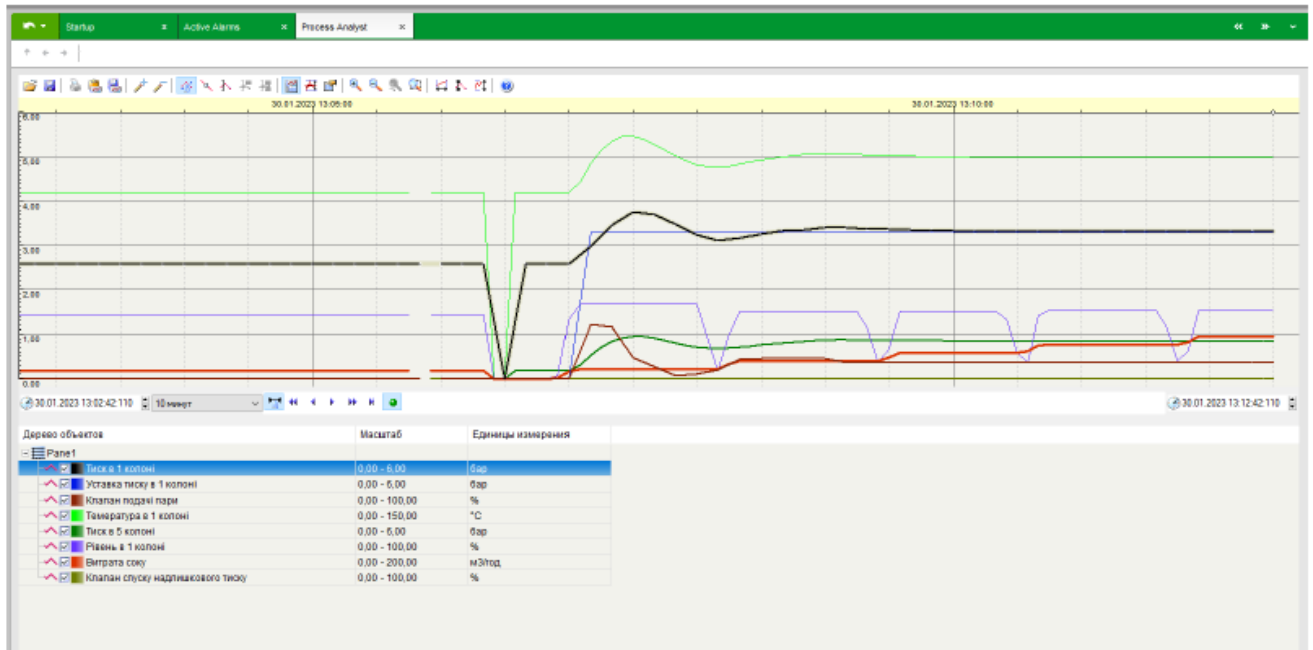 Startup Active Alarms Process Analyst
30.01.2023 13:05:00 30.01.2023 13:10:00
6,00
5,00
4,00
3,00
2,00
1,00
0,00
30.01.2023 13:02:42.110 10 минут 30.01.2023 13:12:42.110
Дерево объектов Масштаб Единицы измерения
Pane1
Тиск в 1 колоні 0,00 - 6,00 бар
Уставка тиску в 1 колоні 0,00 - 6,00 бар
Клапан подачі пари 0,00 - 100,00 %
Температура в 1 колоні 0,00 - 150,00 °C
Тиск в 5 колоні 0,00 - 6,00 бар
Рівень в 1 колоні 0,00 - 100,00 %
Витрата соку 0,00 - 200,00 м3/год
Клапан спуску надлишкового тиску 0,00 - 100,00 %